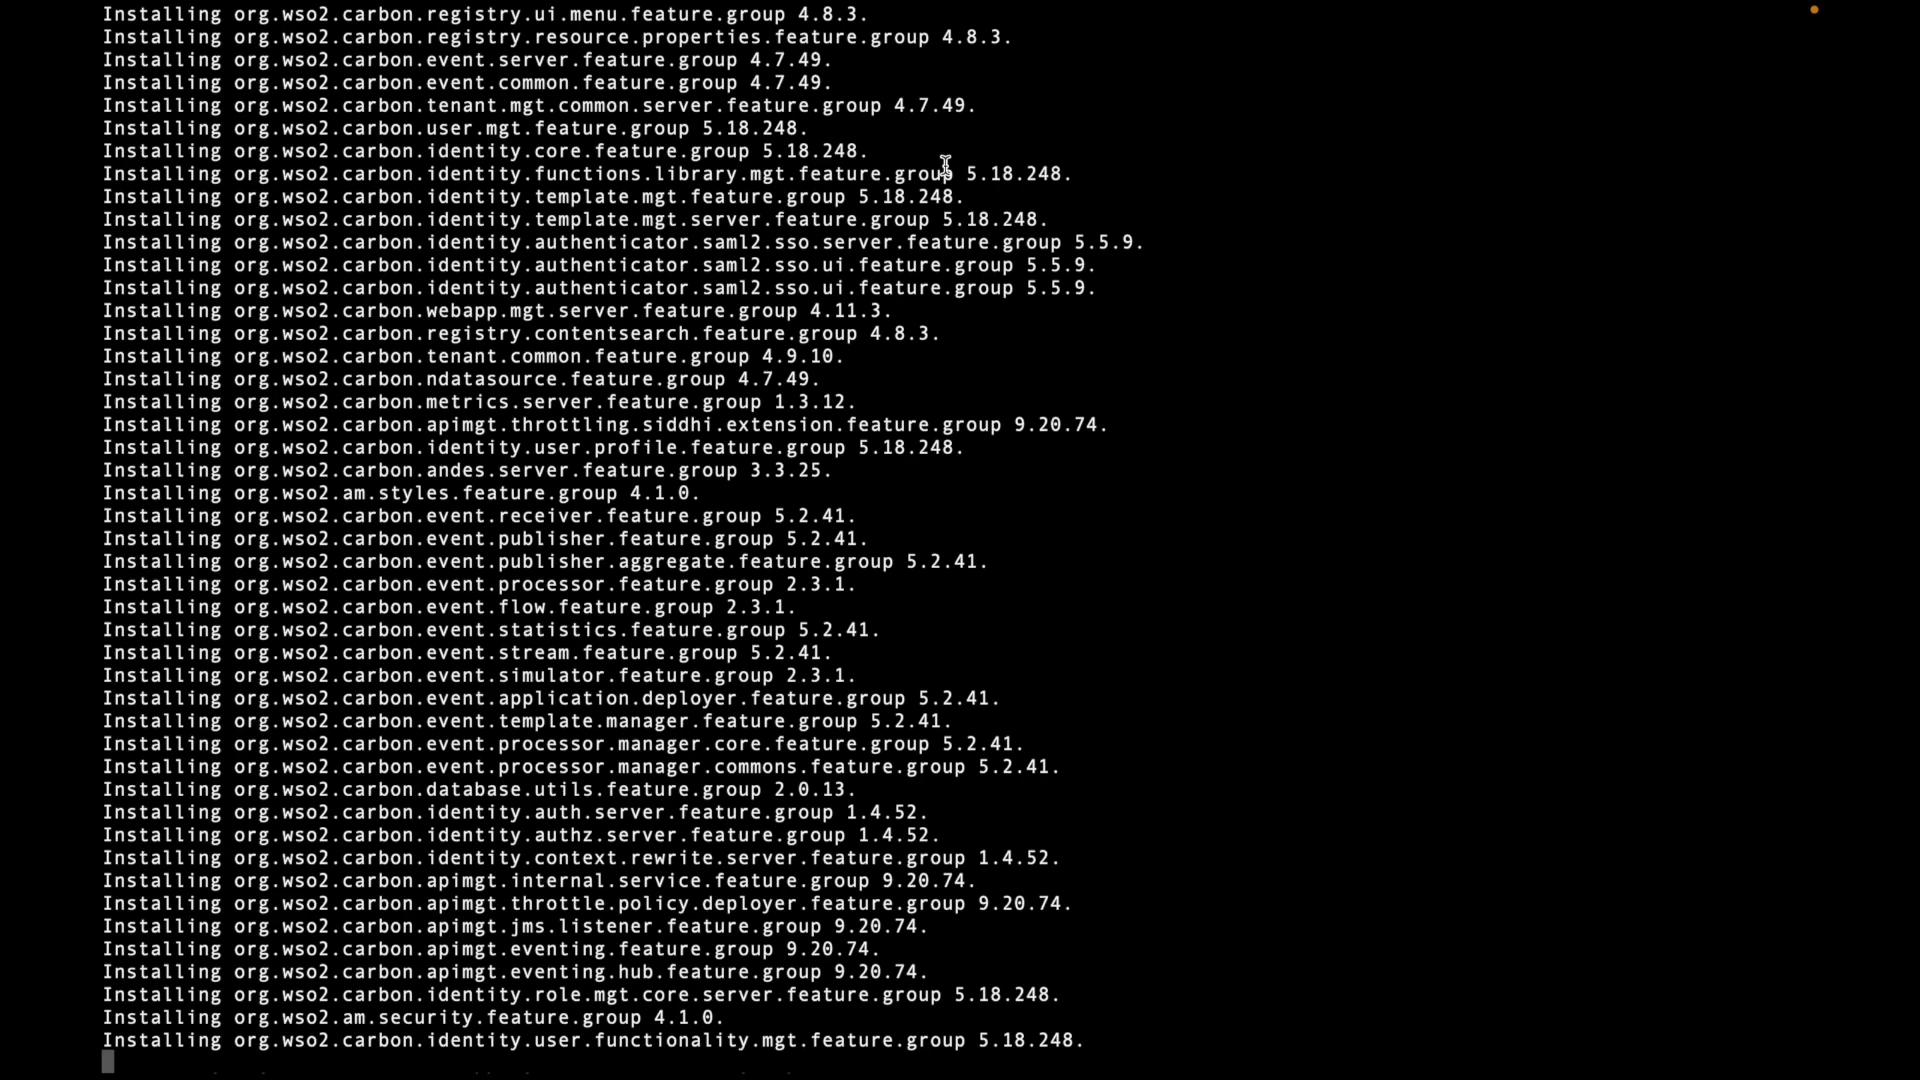 Installing org.wso2.carbon.registry.ui.menu.feature.group 4.8.3.
Installing org.wso2.carbon.registry.resource.properties.feature.group 4.8.3.
Installing org.wso2.carbon.event.server.feature.group 4.7.49.
Installing org.wso2.carbon.event.common.feature.group 4.7.49.
Installing org.wso2.carbon.tenant.mgt.common.server.feature.group 4.7.49.
Installing org.wso2.carbon.user.mgt.feature.group 5.18.248.
Installing org.wso2.carbon.identity.core.feature.group 5.18.248.
Installing org.wso2.carbon.identity.functions.library.mgt.feature.group 5.18.248.
Installing org.wso2.carbon.identity.template.mgt.feature.group 5.18.248.
Installing org.wso2.carbon.identity.template.mgt.server.feature.group 5.18.248.
Installing org.wso2.carbon.identity.authenticator.saml2.sso.server.feature.group 5.5.9.
Installing org.wso2.carbon.identity.authenticator.saml2.sso.ui.feature.group 5.5.9.
Installing org.wso2.carbon.identity.authenticator.saml2.sso.ui.feature.group 5.5.9.
Installing org.wso2.carbon.webapp.mgt.server.feature.group 4.11.3.
Installing org.wso2.carbon.registry.contentsearch.feature.group 4.8.3.
Installing org.wso2.carbon.tenant.common.feature.group 4.9.10.
Installing org.wso2.carbon.ndatasource.feature.group 4.7.49.
Installing org.wso2.carbon.metrics.server.feature.group 1.3.12.
Installing org.wso2.carbon.apimgt.throttling.siddhi.extension.feature.group 9.20.74.
Installing org.wso2.carbon.identity.user.profile.feature.group 5.18.248.
Installing org.wso2.carbon.andes.server.feature.group 3.3.25.
Installing org.wso2.am.styles.feature.group 4.1.0.
Installing org.wso2.carbon.event.receiver.feature.group 5.2.41.
Installing org.wso2.carbon.event.publisher.feature.group 5.2.41.
Installing org.wso2.carbon.event.publisher.aggregate.feature.group 5.2.41.
Installing org.wso2.carbon.event.processor.feature.group 2.3.1.
Installing org.wso2.carbon.event.flow.feature.group 2.3.1.
Installing org.wso2.carbon.event.statistics.feature.group 5.2.41.
Installing org.wso2.carbon.event.stream.feature.group 5.2.41.
Installing org.wso2.carbon.event.simulator.feature.group 2.3.1.
Installing org.wso2.carbon.event.application.deployer.feature.group 5.2.41.
Installing org.wso2.carbon.event.template.manager.feature.group 5.2.41.
Installing org.wso2.carbon.event.processor.manager.core.feature.group 5.2.41.
Installing org.wso2.carbon.event.processor.manager.commons.feature.group 5.2.41.
Installing org.wso2.carbon.database.utils.feature.group 2.0.13.
Installing org.wso2.carbon.identity.auth.server.feature.group 1.4.52.
Installing org.wso2.carbon.identity.authz.server.feature.group 1.4.52.
Installing org.wso2.carbon.identity.context.rewrite.server.feature.group 1.4.52.
Installing org.wso2.carbon.apimgt.internal.service.feature.group 9.20.74.
Installing org.wso2.carbon.apimgt.throttle.policy.deployer.feature.group 9.20.74.
Installing org.wso2.carbon.apimgt.jms.listener.feature.group 9.20.74.
Installing org.wso2.carbon.apimgt.eventing.feature.group 9.20.74.
Installing org.wso2.carbon.apimgt.eventing.hub.feature.group 9.20.74.
Installing org.wso2.carbon.identity.role.mgt.core.server.feature.group 5.18.248.
Installing org.wso2.am.security.feature.group 4.1.0.
Installing org.wso2.carbon.identity.user.functionality.mgt.feature.group 5.18.248.